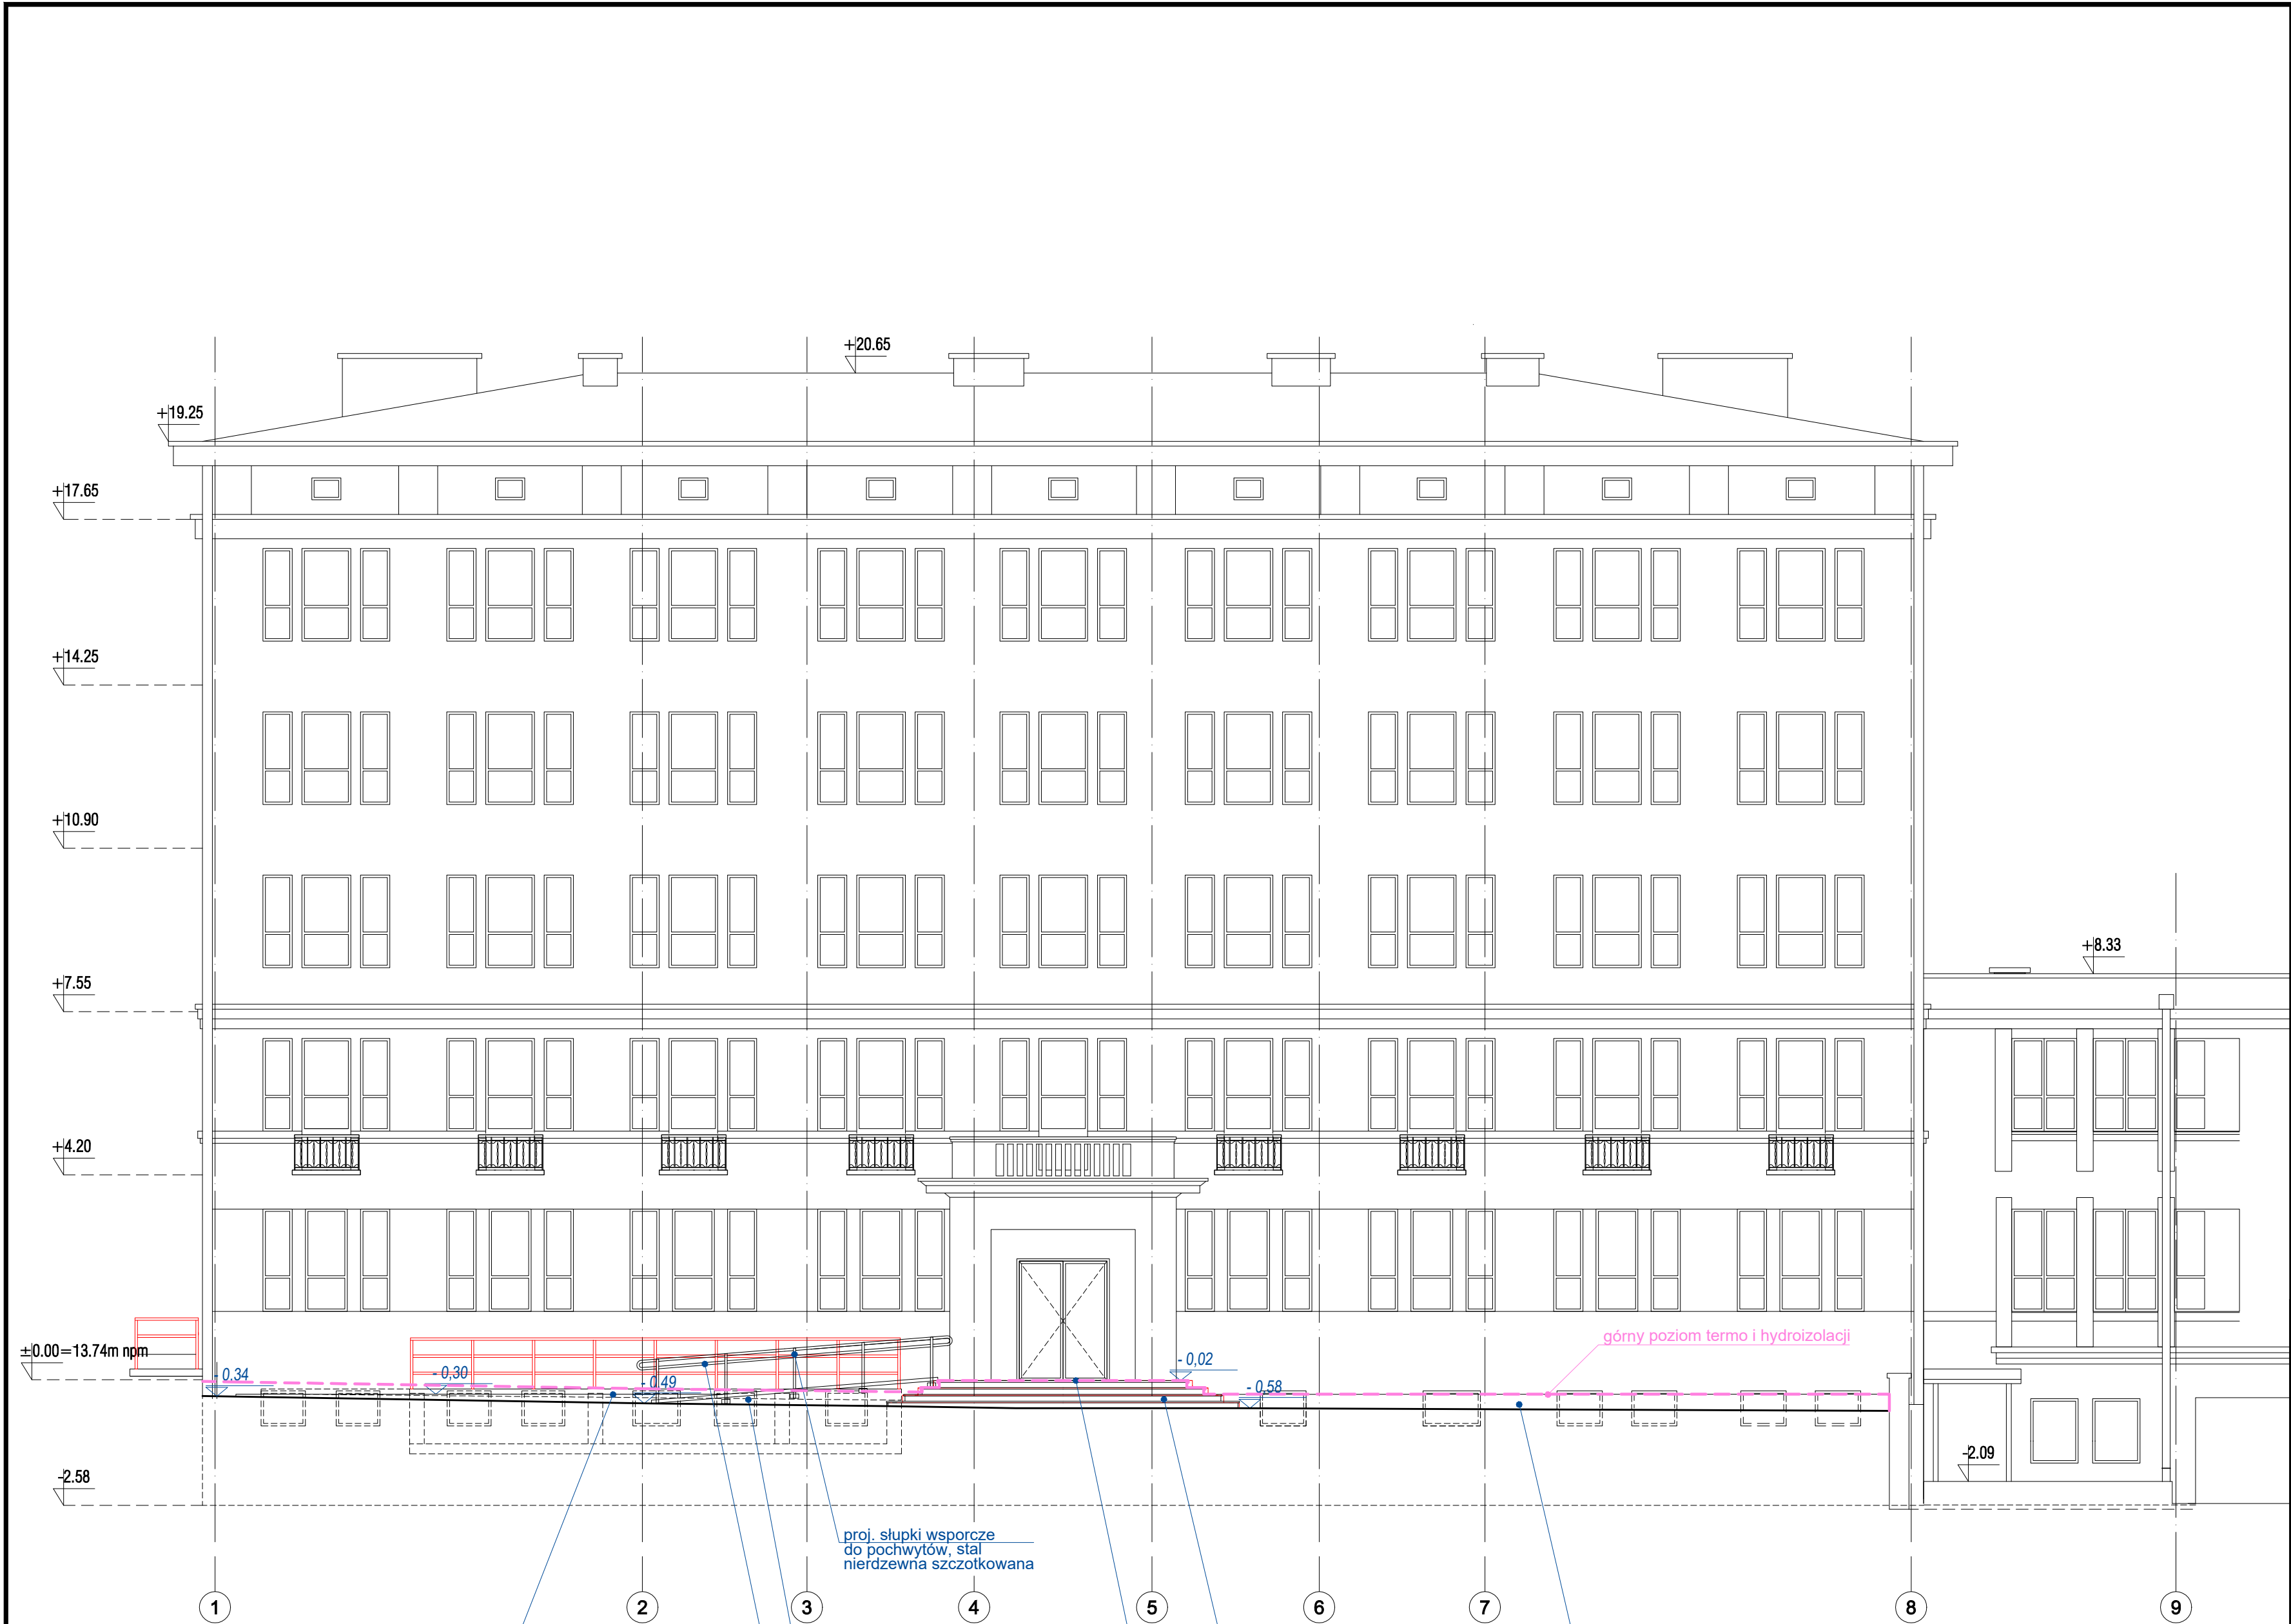 +20.65
+19.25
+17.65
+14.25
+10.90
+8.33
+7.55
+4.20
górny poziom termo i hydroizolacji
±0.00=13.74m npm
- 0.34
- 0,30
- 0,49
- 0,02
- 0,58
-2.09
-2.58
proj. słupki wsporcze
do pochwytów, stal
nierdzewna szczotkowana
1 2 3 4 5 6 7 8 9